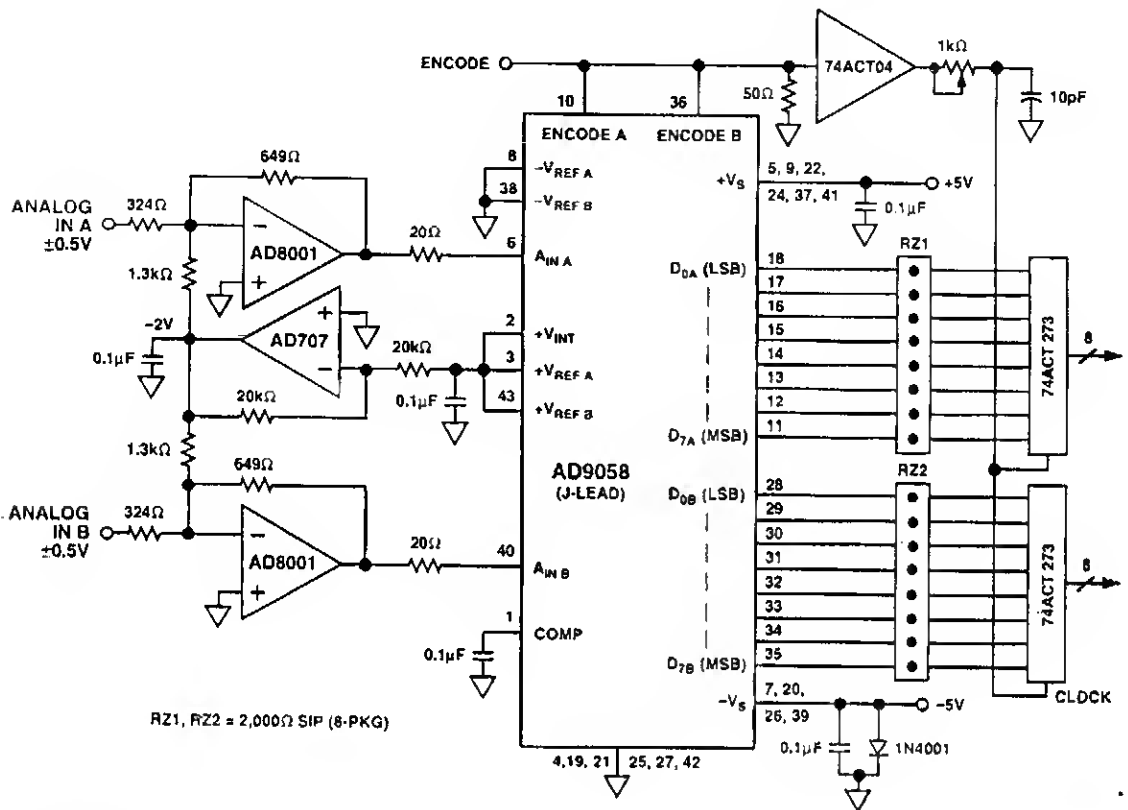 ENCODE
74ACT04
1kΩ
10pF
50Ω
10
36
ENCODE A
ENCODE B
8
–VREF A
38
–VREF B
5, 9, 22,
+VS
24, 37, 41
+5V
0.1µF
649Ω
ANALOG
IN A
±0.5V
324Ω
AD8001
–
+
20Ω
6
AIN A
1.3kΩ
–2V
0.1µF
AD707
+
–
20kΩ
20kΩ
0.1µF
2
+VINT
3
+VREF A
43
+VREF B
1.3kΩ
649Ω
ANALOG
IN B
±0.5V
324Ω
AD8001
–
+
20Ω
40
AIN B
1
COMP
0.1µF
AD9058
(J-LEAD)
RZ1
D0A (LSB)
18
17
16
15
14
13
12
D7A (MSB)
11
74ACT 273
8
RZ2
D0B (LSB)
28
29
30
31
32
33
34
D7B (MSB)
35
74ACT 273
8
CLOCK
–VS
7, 20,
26, 39
–5V
0.1µF
1N4001
4,19, 21
25, 27, 42
RZ1, RZ2 = 2,000Ω SIP (8-PKG)